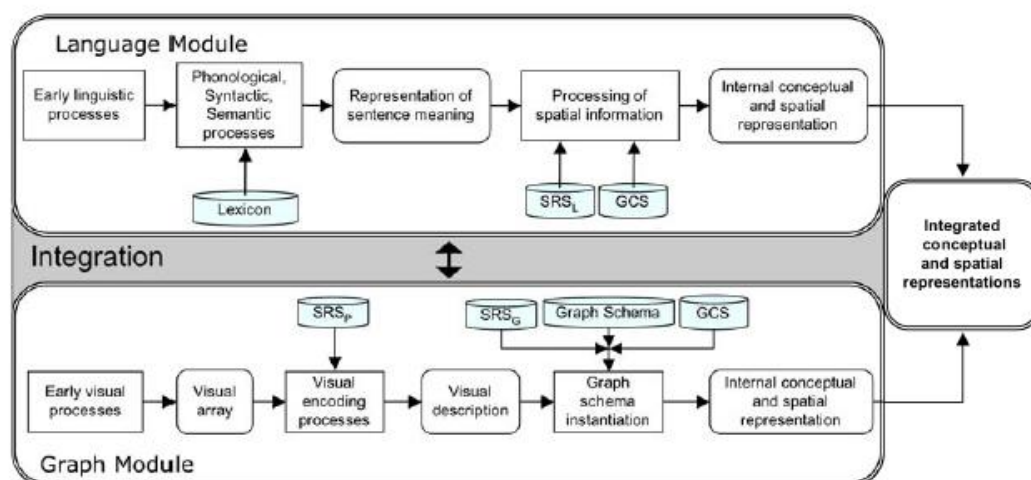 Language Module
Early linguistic
processes
Phonological,
Syntactic,
Semantic
processes
Representation of
sentence meaning
Processing of
spatial information
Internal conceptual
and spatial
representation
Lexicon
SRS_L
GCS
Integration
Integrated
conceptual
and spatial
representations
SRS_P
SRS_G
Graph Schema
GCS
Early visual
processes
Visual
array
Visual
encoding
processes
Visual
description
Graph
schema
instantiation
Internal conceptual
and spatial
representation
Graph Module